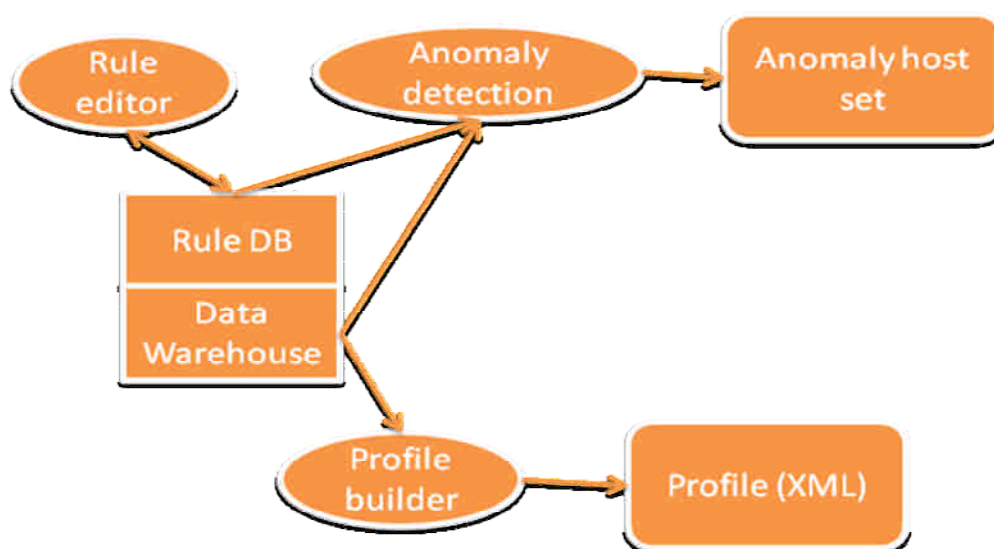 Rule
editor
Anomaly
detection
Anomaly host
set
Rule DB
Data
Warehouse
Profile
builder
Profile (XML)